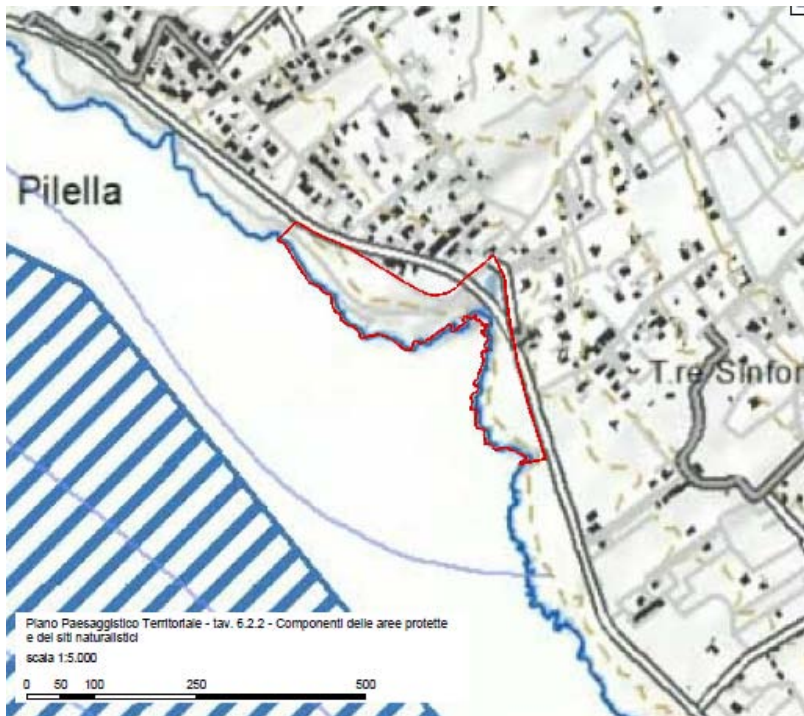 Pilella
T.re Sinfor
Piano Paesaggistico Territoriale - tav. 6.2.2 - Componenti delle aree protette
e dei siti naturalistici
scala 1:5.000
0 50 100 250 500